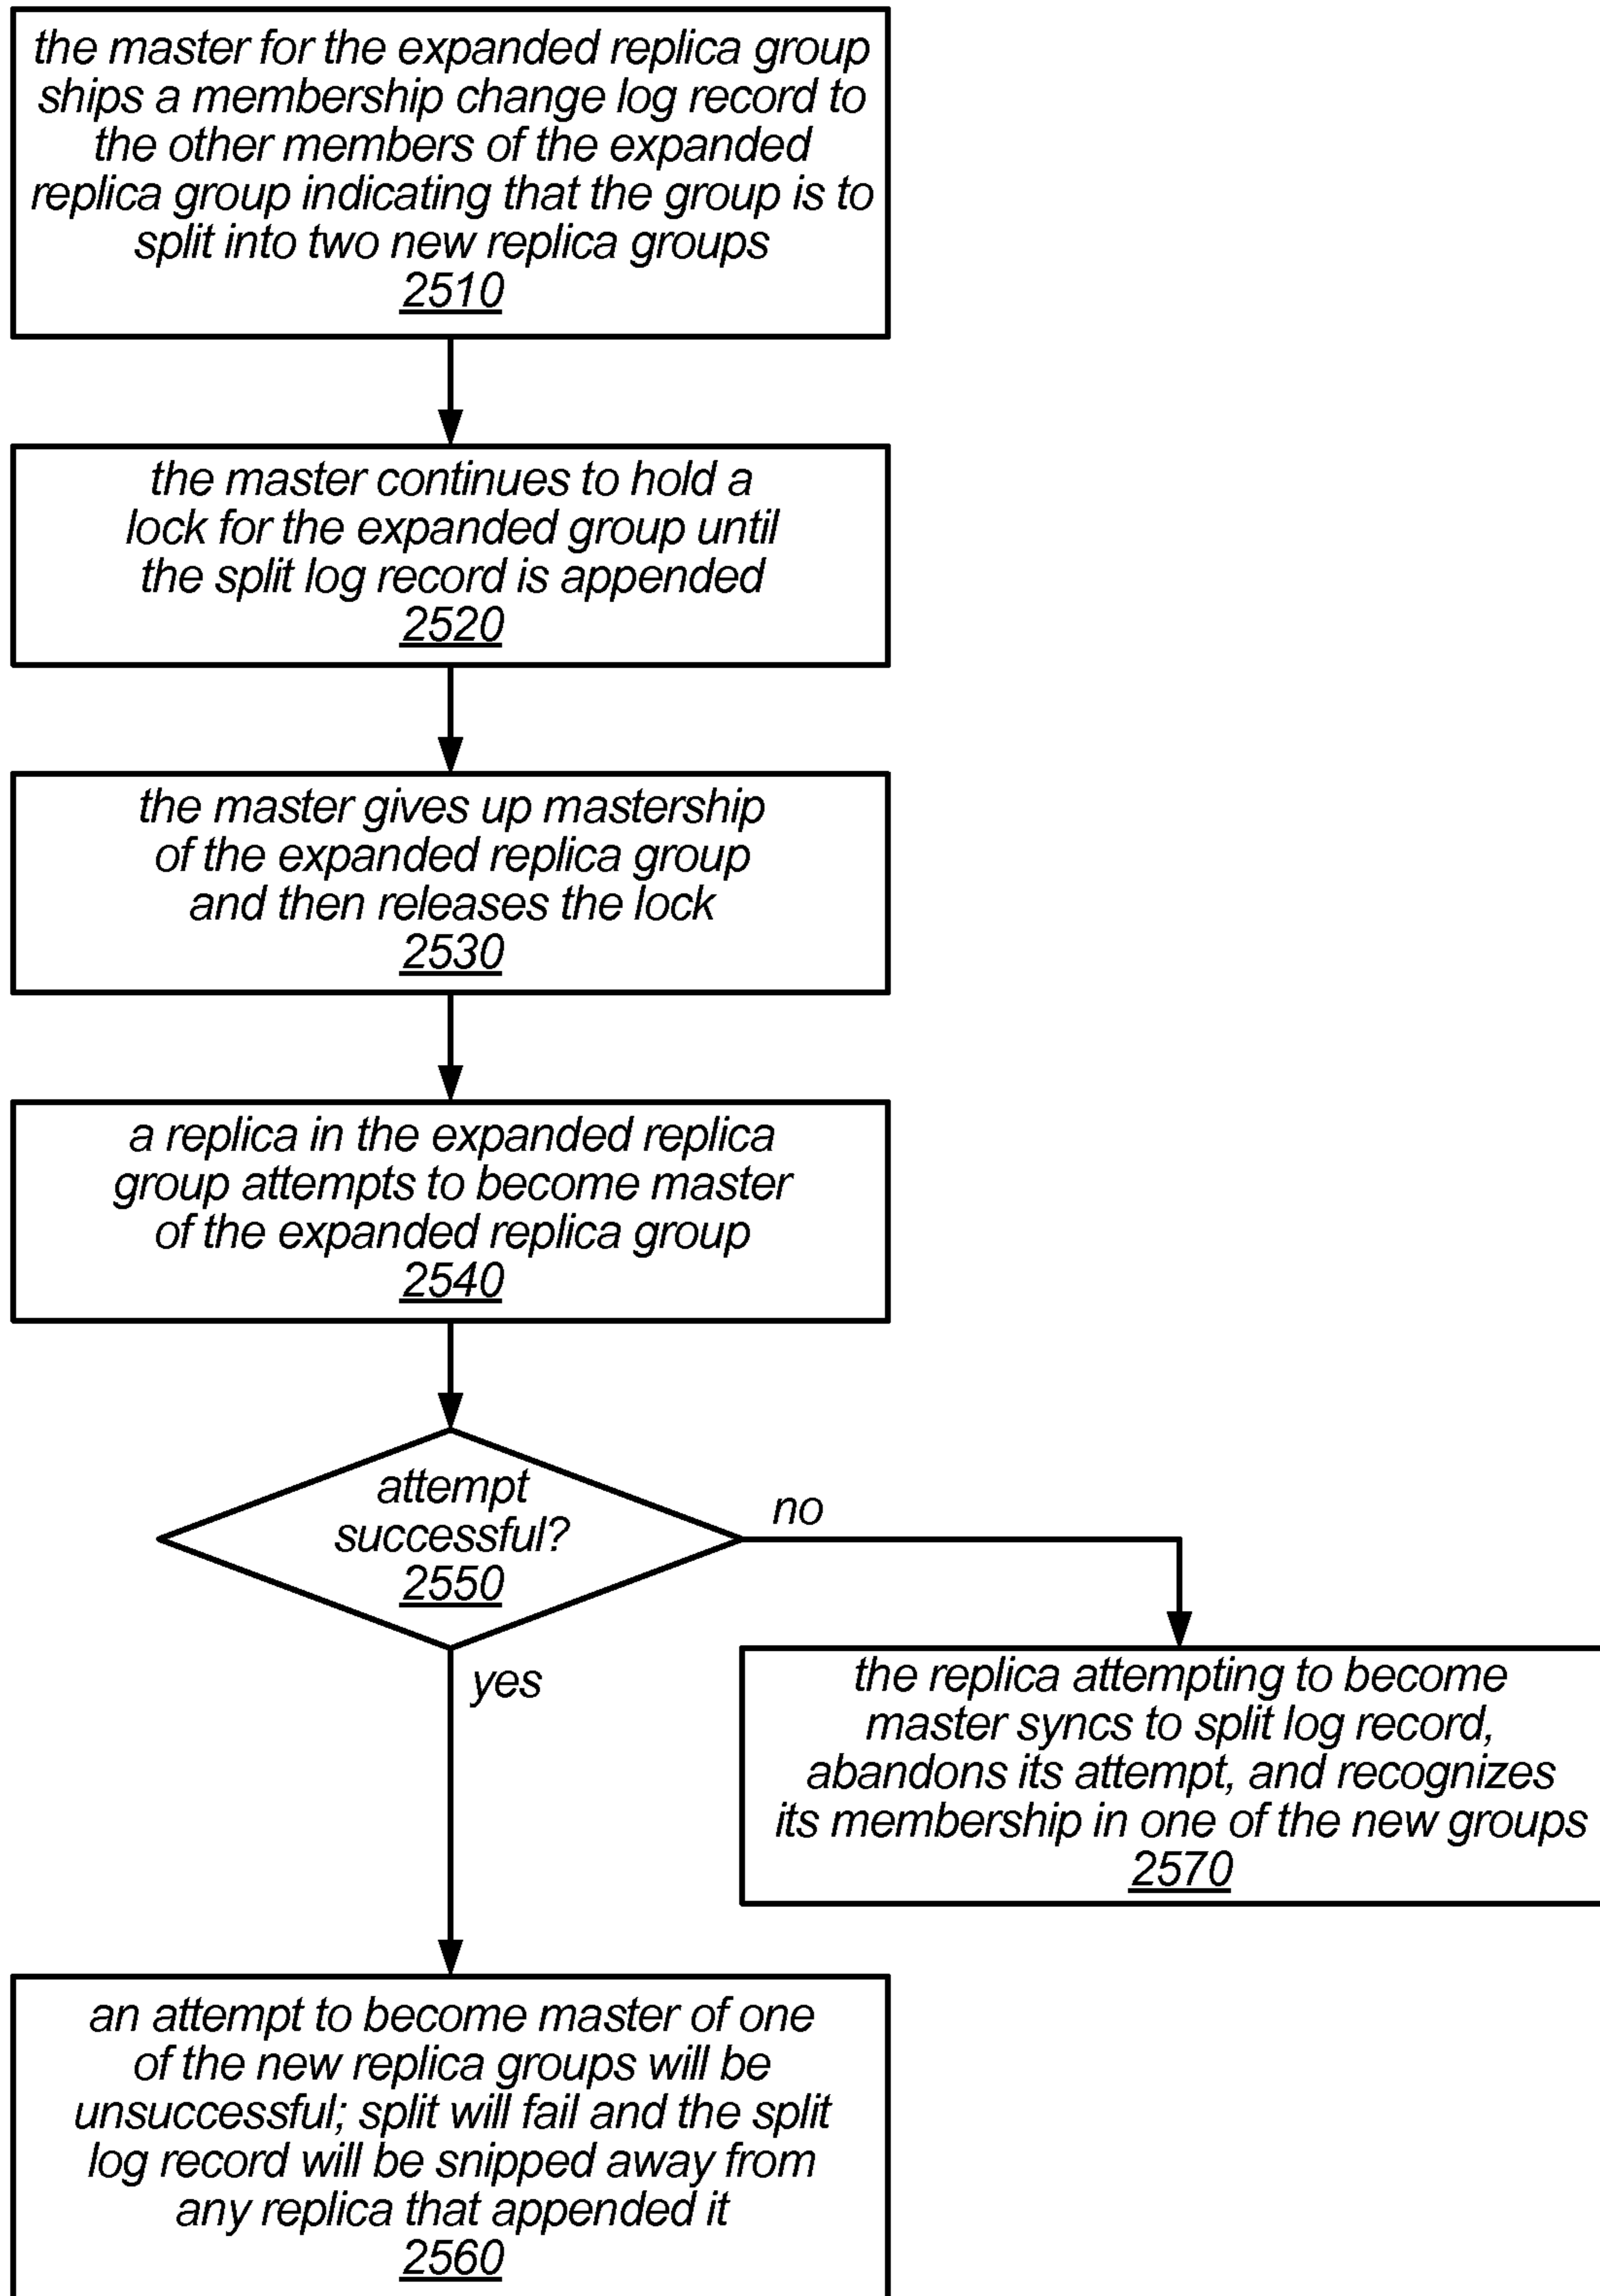 the master for the expanded replica group
ships a membership change log record to
the other members of the expanded
replica group indicating that the group is to
split into two new replica groups
2510
the master continues to hold a
lock for the expanded group until
the split log record is appended
2520
the master gives up mastership
of the expanded replica group
and then releases the lock
2530
a replica in the expanded replica
group attempts to become master
of the expanded replica group
2540
attempt
successful?
2550
no
yes
the replica attempting to become
master syncs to split log record,
abandons its attempt, and recognizes
its membership in one of the new groups
2570
an attempt to become master of one
of the new replica groups will be
unsuccessful; split will fail and the split
log record will be snipped away from
any replica that appended it
2560